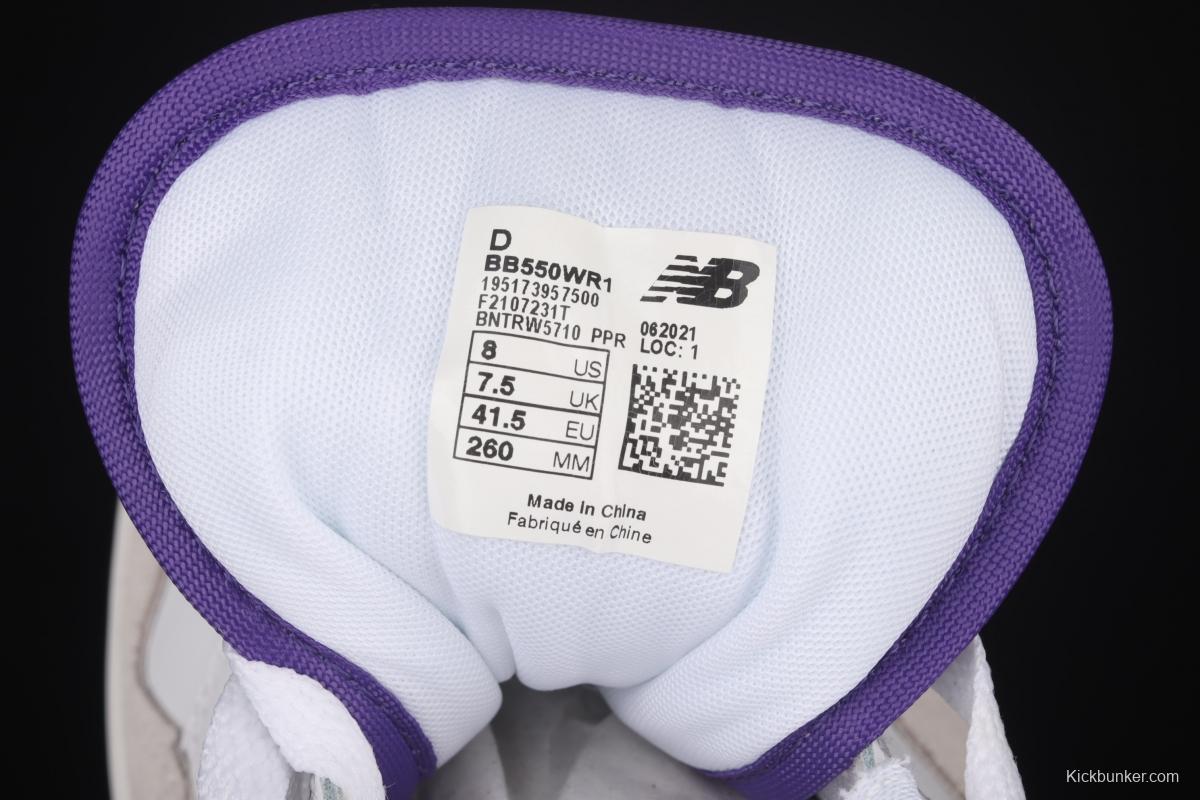 D
BB550WR1
195173957500
F2107231T
BNTRW5710 PPR
NB
062021
LOC: 1
8 US
7.5 UK
41.5 EU
260 MM
Made In China
Fabriqué en Chine
Kickbunker.com